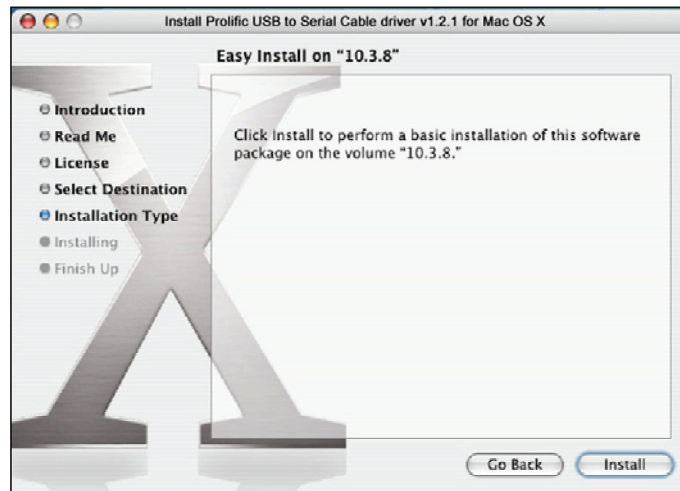 Install Prolific USB to Serial Cable driver v1.2.1 for Mac OS X
Easy Install on "10.3.8"
Introduction
Read Me
License
Select Destination
Installation Type
Installing
Finish Up
Click Install to perform a basic installation of this software
package on the volume "10.3.8."
Go Back
Install